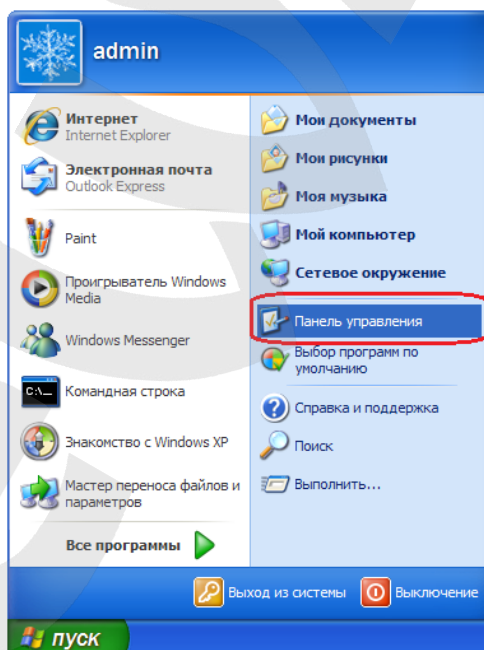 admin
Интернет
Internet Explorer
Электронная почта
Outlook Express
Paint
Проигрыватель Windows
Media
Windows Messenger
C:\_
Командная строка
Знакомство с Windows XP
Мастер переноса файлов и
параметров
Все программы
Мои документы
Мои рисунки
Моя музыка
Мой компьютер
Сетевое окружение
Панель управления
Выбор программ по
умолчанию
Справка и поддержка
Поиск
Выполнить...
Выход из системы
Выключение
пуск